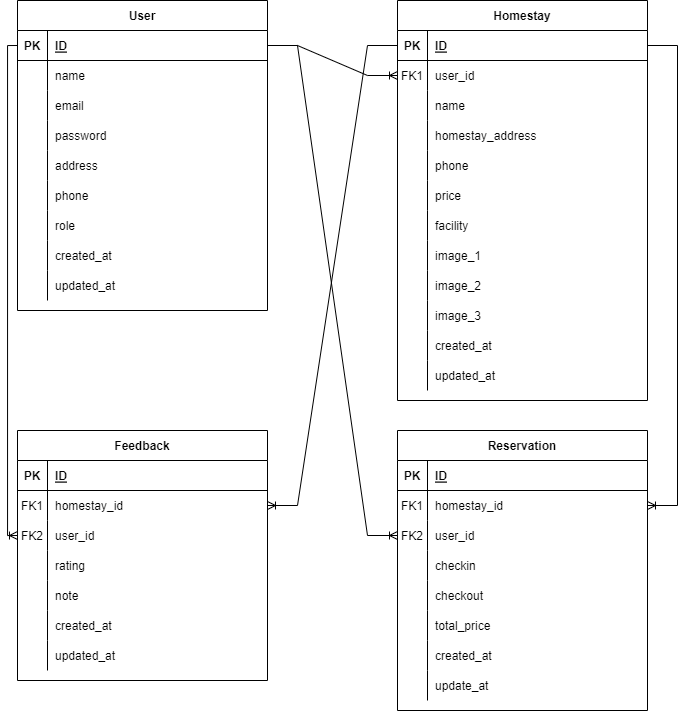 User
PK ID
name
email
password
address
phone
role
created_at
updated_at
Homestay
PK ID
FK1 user_id
name
homestay_address
phone
price
facility
image_1
image_2
image_3
created_at
updated_at
Feedback
PK ID
FK1 homestay_id
FK2 user_id
rating
note
created_at
updated_at
Reservation
PK ID
FK1 homestay_id
FK2 user_id
checkin
checkout
total_price
created_at
update_at